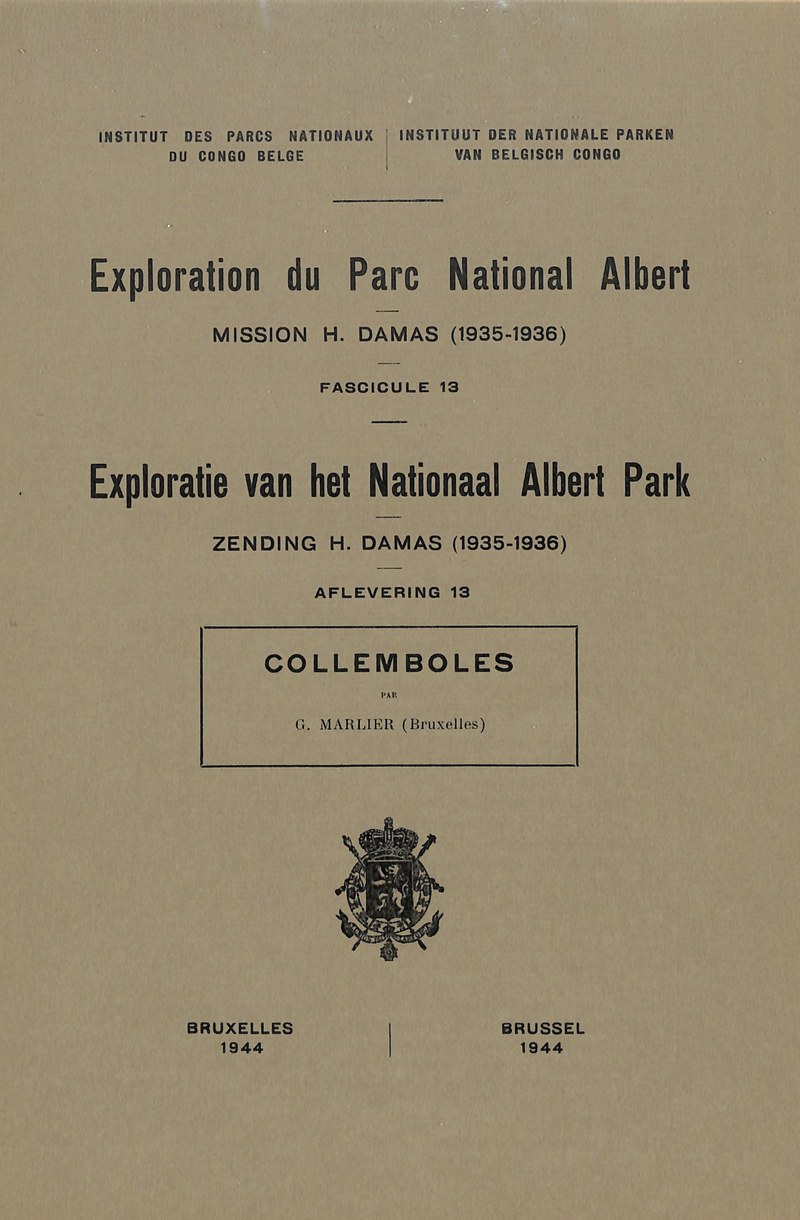 INSTITUT DES PARCS NATIONAUX
DU CONGO BELGE
INSTITUUT DER NATIONALE PARKEN
VAN BELGISCH CONGO
Exploration du Parc National Albert
MISSION H. DAMAS (1935-1936)
FASCICULE 13
Exploratie van het Nationaal Albert Park
ZENDING H. DAMAS (1935-1936)
AFLEVERING 13
COLLEMBOLES
PAR
G. MARLIER (Bruxelles)
BRUXELLES
1944
BRUSSEL
1944